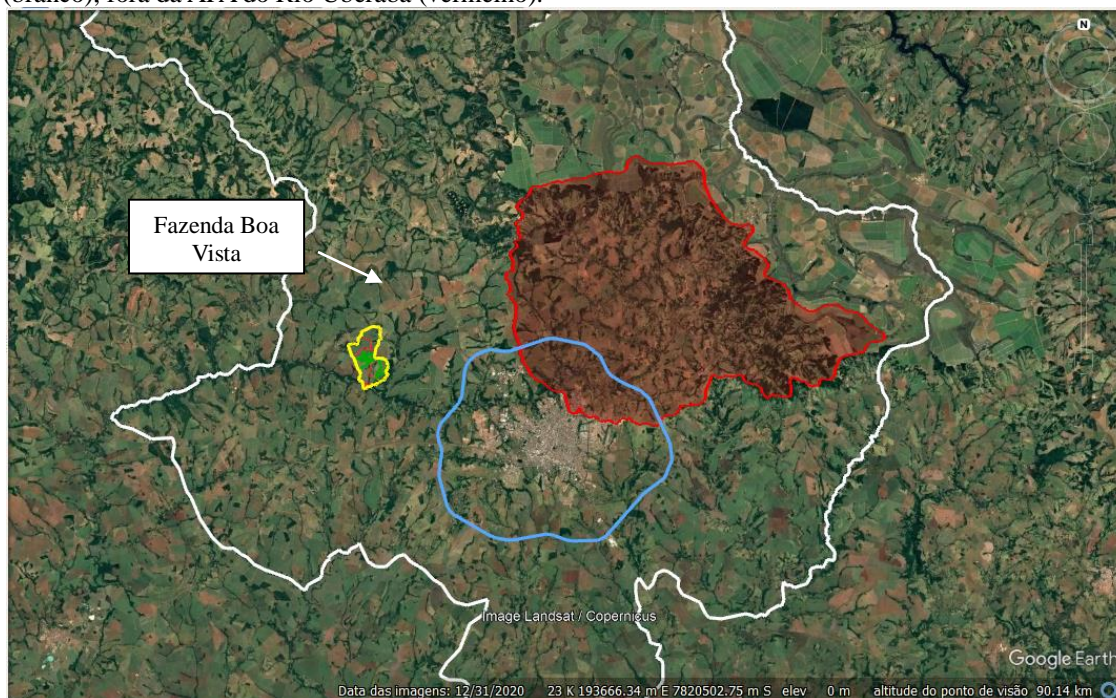 (branco), fora da APA do Rio Uberaba (vermelho).
N
Fazenda Boa
Vista
Image Landsat / Copernicus
Google Earth
Data das imagens: 12/31/2020 23 K 193666.34 m E 7820502.75 m S elev 0 m altitude do ponto de visão 90.14 km